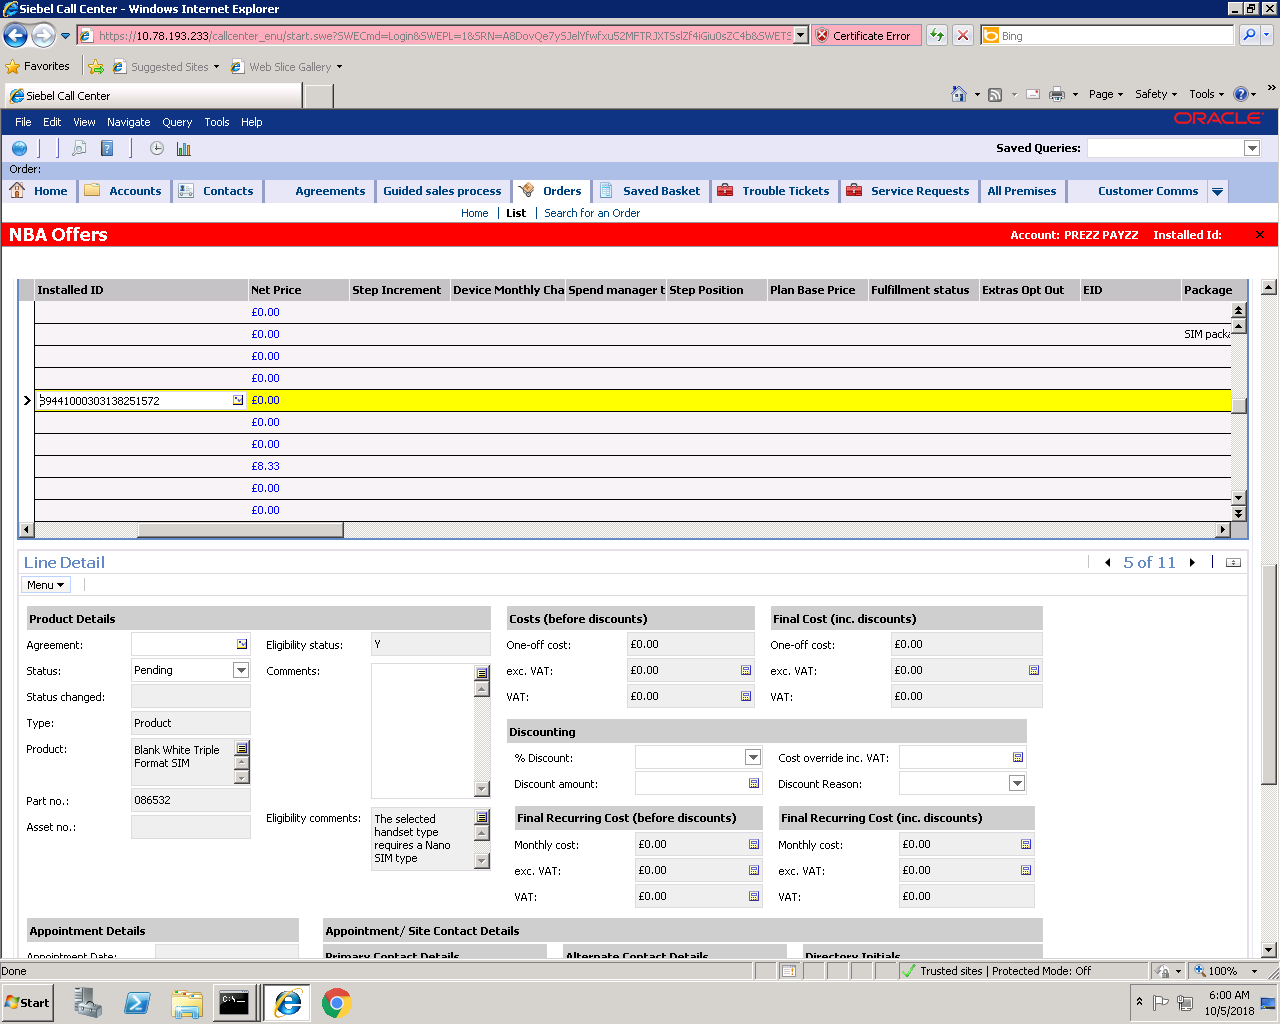 Siebel Call Center - Windows Internet Explorer
https://10.78.193.233/callcenter_enu/start.swe?SWECmd=Login&SWEPL=1&SRN=A8DovQe7ySJelYfwfxu52MFTRJXTSslZf4iGiu0sZC4b&SWETS
Certificate Error
Bing
Favorites
Suggested Sites
Web Slice Gallery
Siebel Call Center
Page
Safety
Tools
File Edit View Navigate Query Tools Help
ORACLE
Saved Queries:
Order:
Home Accounts Contacts Agreements Guided sales process Orders Saved Basket Trouble Tickets Service Requests All Premises Customer Comms
Home | List | Search for an Order
NBA Offers
Account: PREZZ PAYZZ Installed Id:
Installed ID Net Price Step Increment Device Monthly Cha Spend manager t Step Position Plan Base Price Fulfillment status Extras Opt Out EID Package
£0.00
£0.00 SIM packa
£0.00
£0.00
39441000303138251572 £0.00
£0.00
£0.00
£8.33
£0.00
£0.00
Line Detail
5 of 11
Menu
Product Details
Agreement:
Status: Pending
Status changed:
Type: Product
Product: Blank White Triple
Format SIM
Part no.: 086532
Asset no.:
Eligibility status: Y
Comments:
Eligibility comments: The selected
handset type
requires a Nano
SIM type
Costs (before discounts)
One-off cost: £0.00
exc. VAT: £0.00
VAT: £0.00
Final Cost (inc. discounts)
One-off cost: £0.00
exc. VAT: £0.00
VAT: £0.00
Discounting
% Discount:
Cost override inc. VAT:
Discount amount:
Discount Reason:
Final Recurring Cost (before discounts)
Monthly cost: £0.00
exc. VAT: £0.00
VAT: £0.00
Final Recurring Cost (inc. discounts)
Monthly cost: £0.00
exc. VAT: £0.00
VAT: £0.00
Appointment Details
Appointment Date:
Appointment/ Site Contact Details
Primary Contact Details
Alternate Contact Details
Directory Initials
Done
Trusted sites | Protected Mode: Off
100%
Start
6:00 AM
10/5/2018